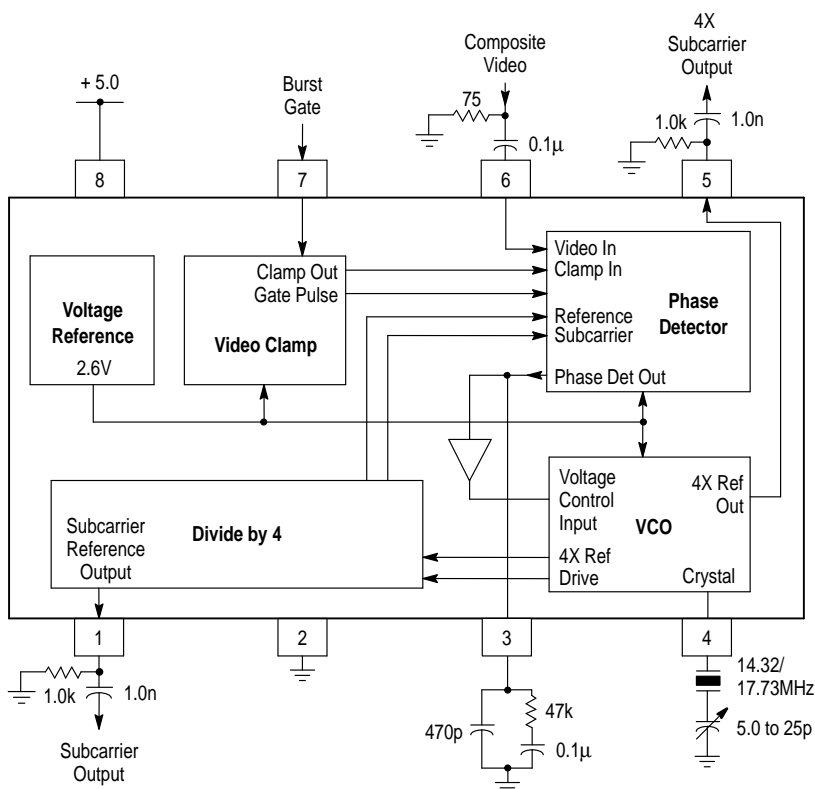 4X
Subcarrier
Output
Composite
Video
+ 5.0
Burst
Gate
75
1.0k
1.0n
0.1µ
8
7
6
5
Voltage
Reference
2.6V
Clamp Out
Gate Pulse
Video Clamp
Video In
Clamp In
Reference
Subcarrier
Phase
Detector
Phase Det Out
Subcarrier
Reference
Output
Divide by 4
Voltage
Control
Input
4X Ref
Out
VCO
4X Ref
Drive
Crystal
1
2
3
4
1.0k
1.0n
Subcarrier
Output
470p
47k
0.1µ
14.32/
17.73MHz
5.0 to 25p